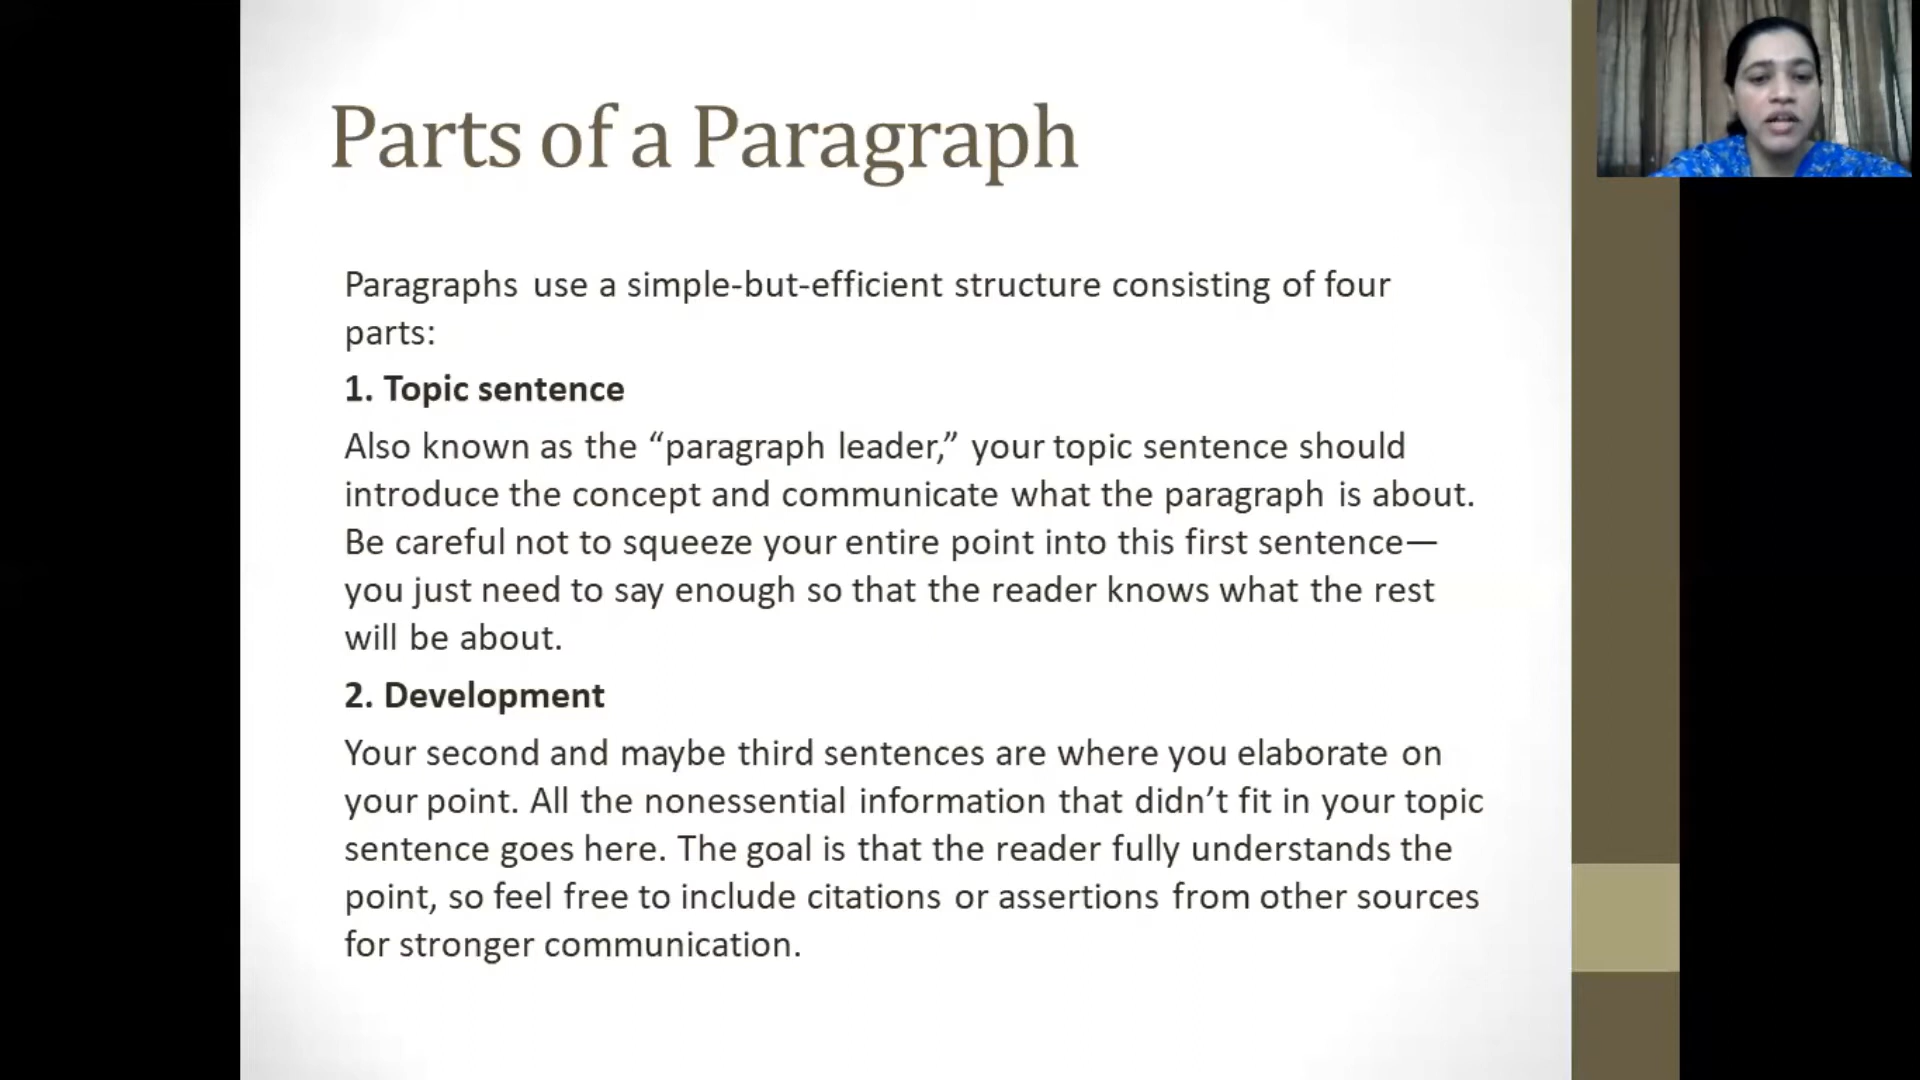 Parts of a Paragraph
Paragraphs use a simple-but-efficient structure consisting of four
parts:
1. Topic sentence
Also known as the “paragraph leader,” your topic sentence should
introduce the concept and communicate what the paragraph is about.
Be careful not to squeeze your entire point into this first sentence—
you just need to say enough so that the reader knows what the rest
will be about.
2. Development
Your second and maybe third sentences are where you elaborate on
your point. All the nonessential information that didn’t fit in your topic
sentence goes here. The goal is that the reader fully understands the
point, so feel free to include citations or assertions from other sources
for stronger communication.